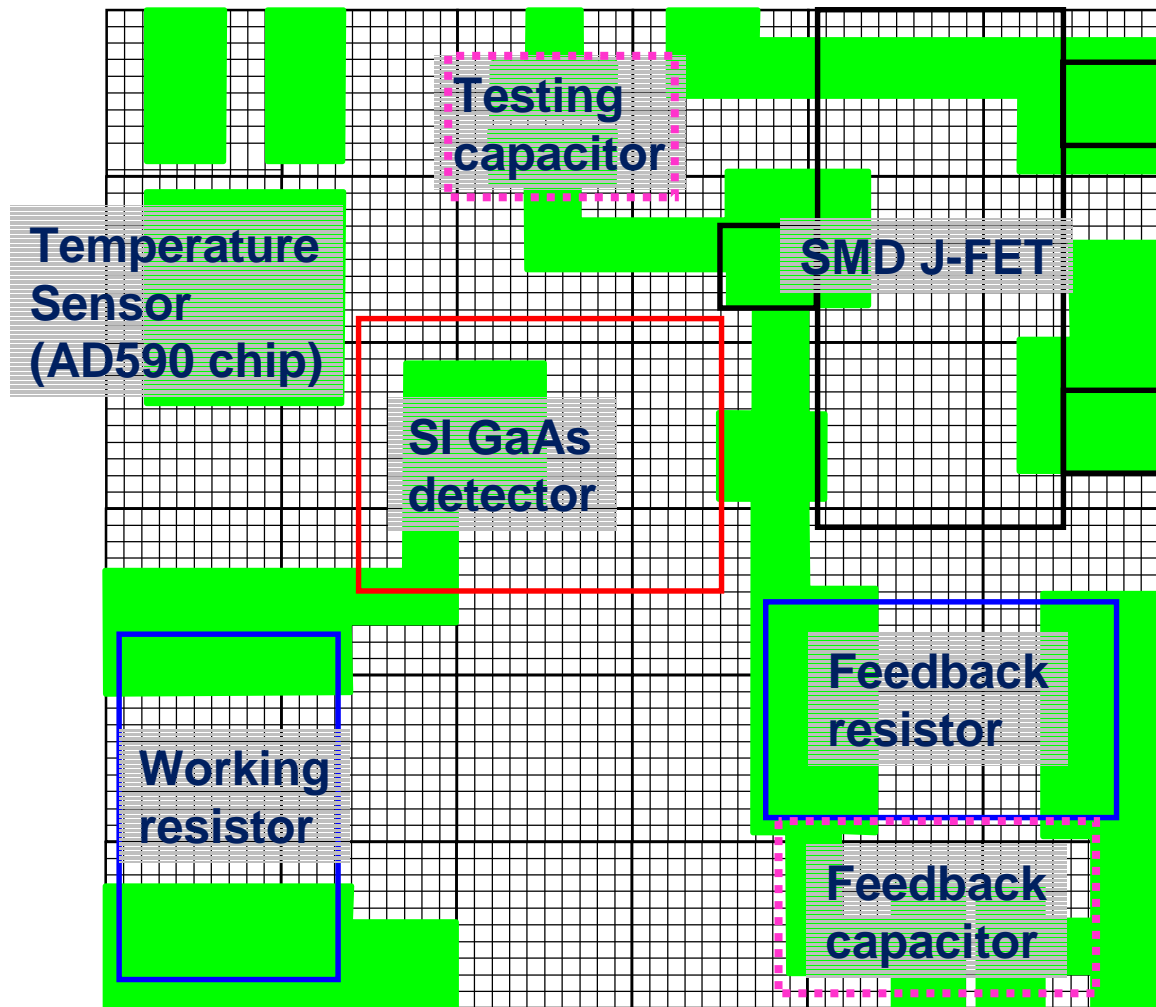 Testing
capacitor
Temperature
Sensor
(AD590 chip)
SMD J-FET
SI GaAs
detector
Feedback
resistor
Working
resistor
Feedback
capacitor